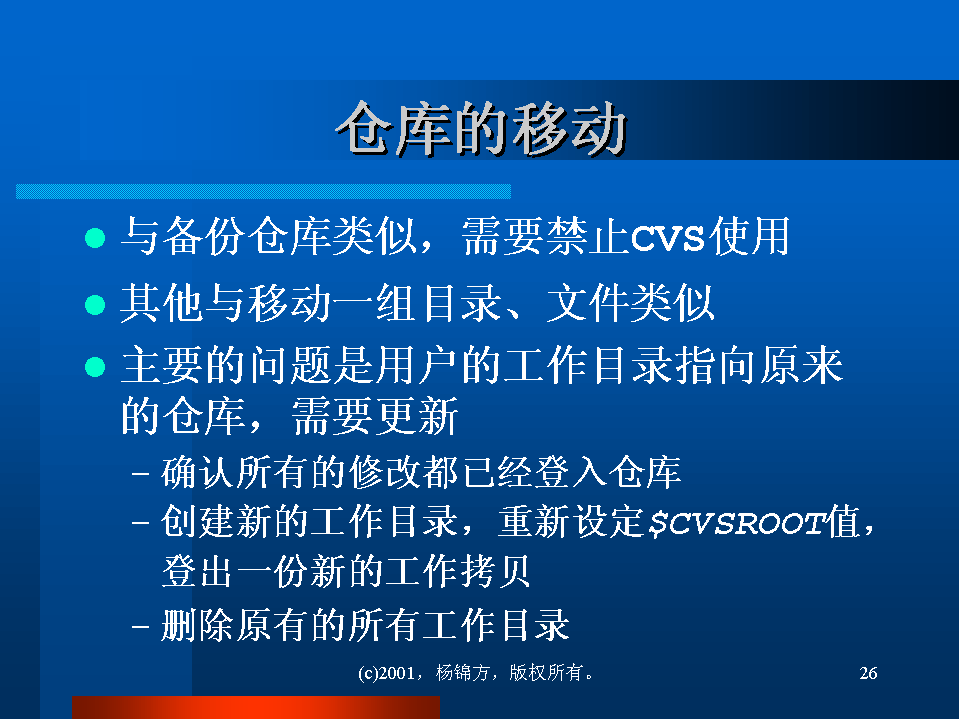 仓库的移动
与备份仓库类似，需要禁止CVS使用
其他与移动一组目录、文件类似
主要的问题是用户的工作目录指向原来
的仓库，需要更新
–确认所有的修改都已经登入仓库
–创建新的工作目录，重新设定$CVSROOT值，
登出一份新的工作拷贝
–删除原有的所有工作目录
(c)2001，杨锦方，版权所有。
26